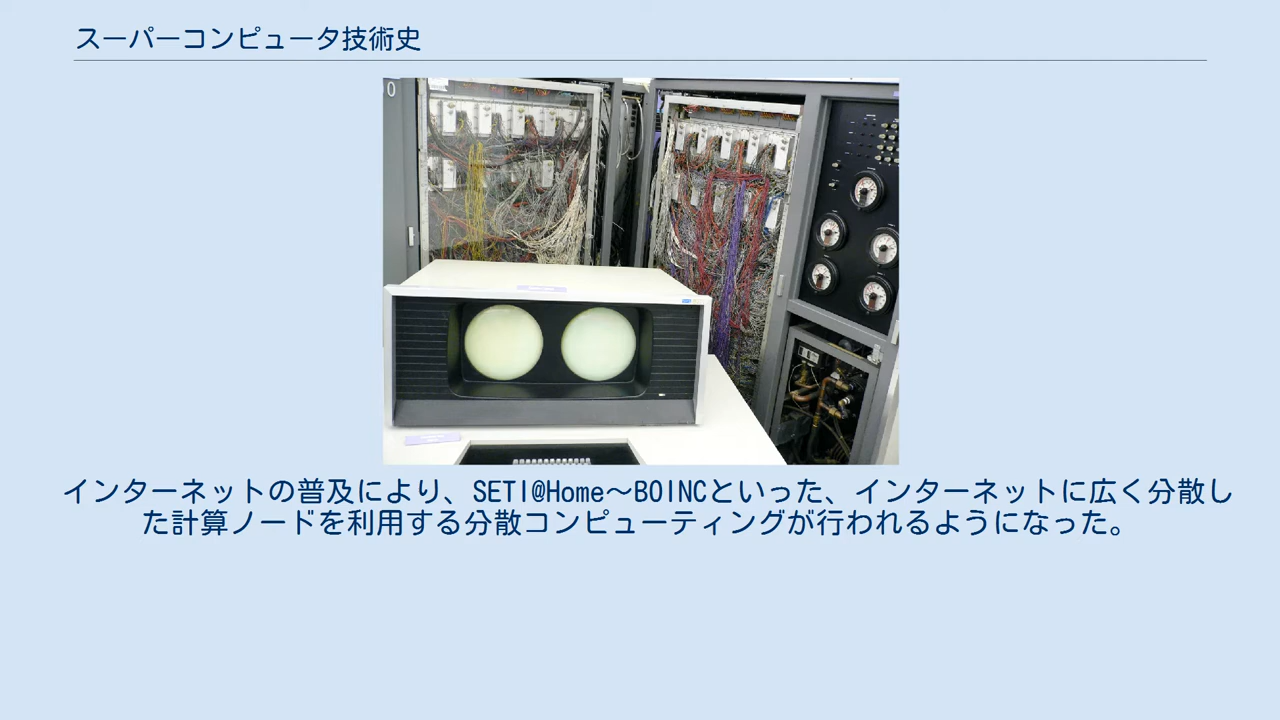 スーパーコンピュータ技術史
0
インターネットの普及により、SETI@Home～BOINCといった、インターネットに広く分散し
た計算ノードを利用する分散コンピューティングが行われるようになった。